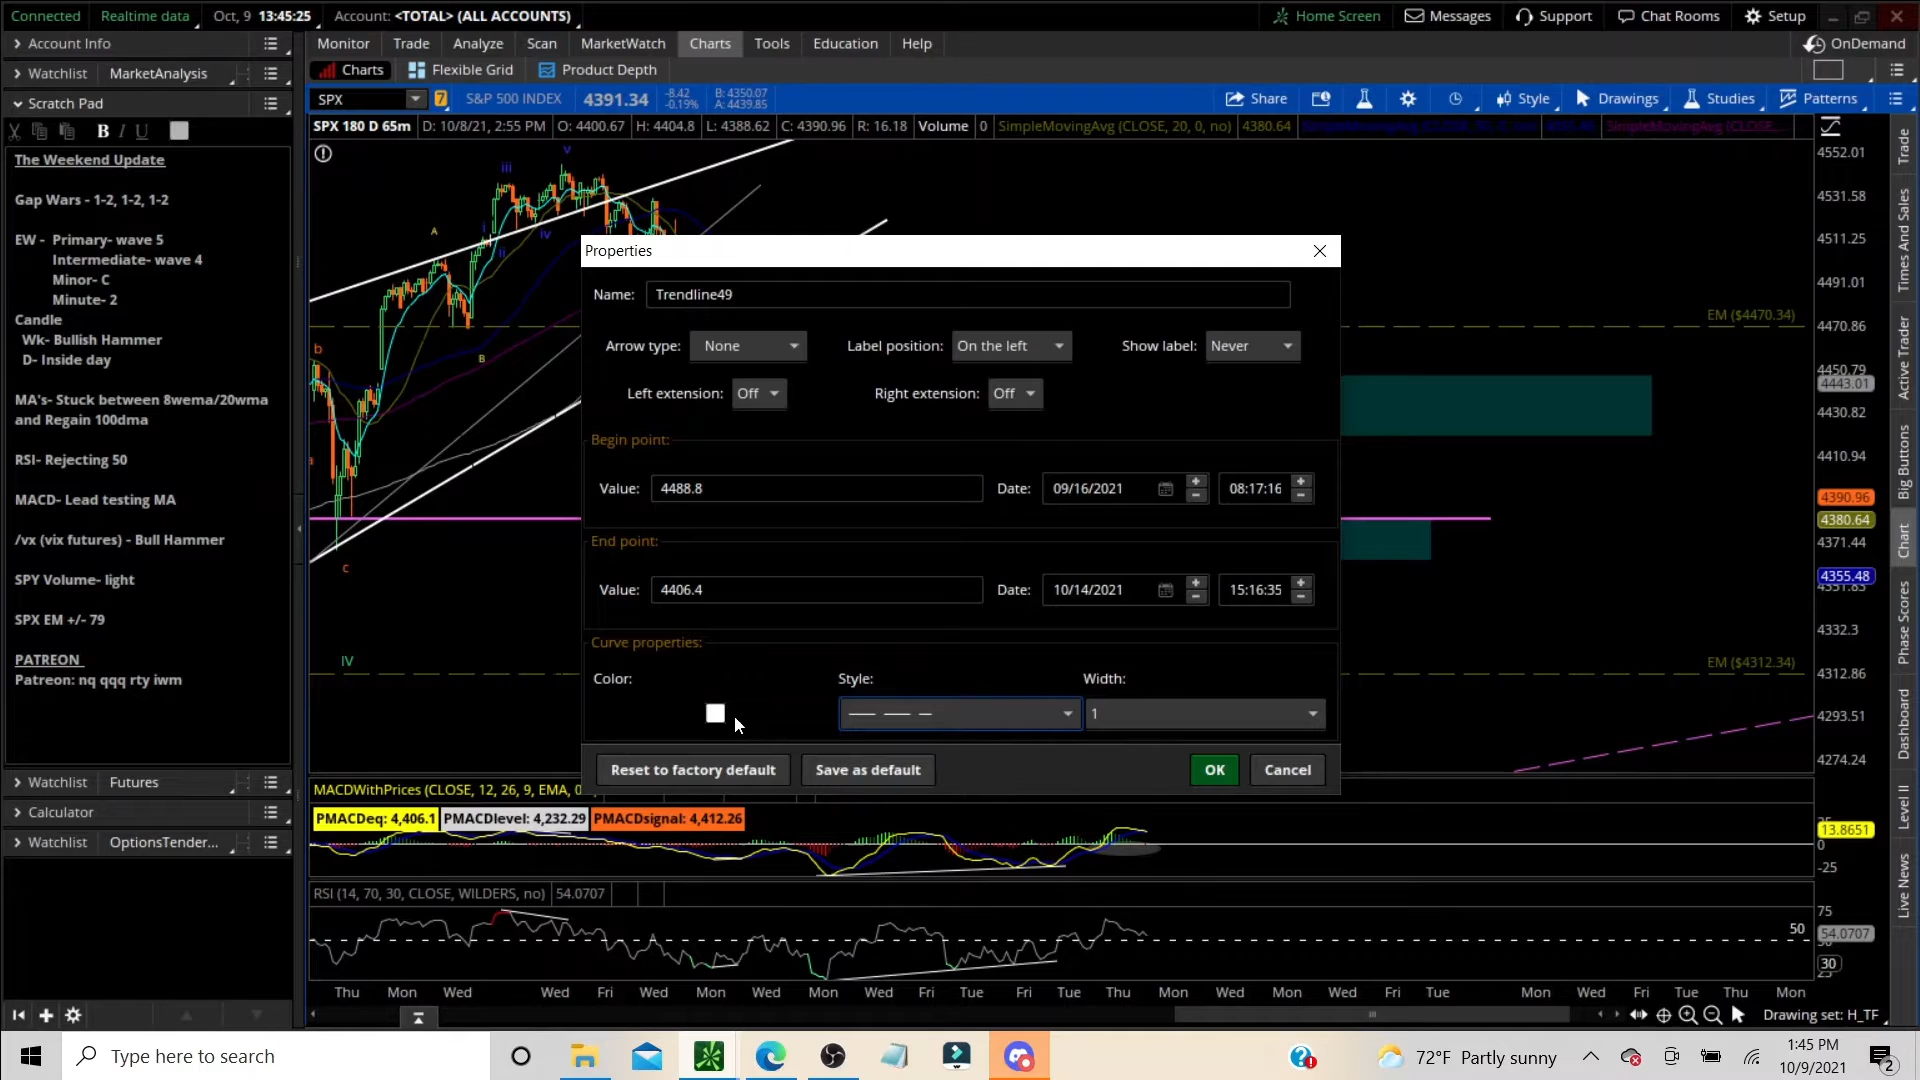 Connected Realtime data Oct, 9 13:45:25 Account: <TOTAL> (ALL ACCOUNTS) Home Screen Messages Support Chat Rooms Setup
Account Info Monitor Trade Analyze Scan MarketWatch Charts Tools Education Help OnDemand
Watchlist MarketAnalysis Charts Flexible Grid Product Depth
Scratch Pad SPX 7 S&P 500 INDEX 4391.34 -8.42 B: 4350.07 Share Style Drawings Studies Patterns
-0.19% A: 4439.85
B I U SPX 180 D 65m D: 10/8/21, 2:55 PM O: 4400.67 H: 4404.8 L: 4388.62 C: 4390.96 R: 16.18 Volume 0 SimpleMovingAvg (CLOSE, 20, 0, no) 4380.64
The Weekend Update
Gap Wars - 1-2, 1-2, 1-2
EW - Primary- wave 5
Intermediate- wave 4
Minor- C
Minute- 2
Candle
Wk- Bullish Hammer
D- Inside day
MA's- Stuck between 8wema/20wma
and Regain 100dma
RSI- Rejecting 50
MACD- Lead testing MA
/vx (vix futures) - Bull Hammer
SPY Volume- light
SPX EM +/- 79
PATREON
Patreon: nq qqq rty iwm
Watchlist Futures
Calculator
Watchlist OptionsTender...
v
iii
A
i
iv
ii
b
B
a
c
IV
Properties
Name: Trendline49
Arrow type: None Label position: On the left Show label: Never
Left extension: Off Right extension: Off
Begin point:
Value: 4488.8 Date: 09/16/2021 08:17:16
End point:
Value: 4406.4 Date: 10/14/2021 15:16:35
Curve properties:
Color: Style: Width:
1
Reset to factory default Save as default OK Cancel
EM ($4470.34)
EM ($4312.34)
4552.01
4531.58
4511.25
4491.01
4470.86
4450.79
4443.01
4430.82
4410.94
4390.96
4380.64
4371.44
4355.48
4332.3
4312.86
4293.51
4274.24
Trade
Times And Sales
Active Trader
Big Buttons
Chart
Phase Scores
Dashboard
Level II
Live News
MACDWithPrices (CLOSE, 12, 26, 9, EMA,
PMACDeq: 4,406.1 PMACDlevel: 4,232.29 PMACDsignal: 4,412.26
13.8651
0
-25
RSI (14, 70, 30, CLOSE, WILDERS, no) 54.0707
75
50
54.0707
30
Thu Mon Wed Wed Fri Wed Mon Wed Mon Wed Fri Tue Fri Tue Thu Mon Wed Mon Wed Fri Tue Mon Wed Fri Tue Thu Mon
Drawing set: H_TF
Type here to search
72°F Partly sunny
1:45 PM
10/9/2021
2